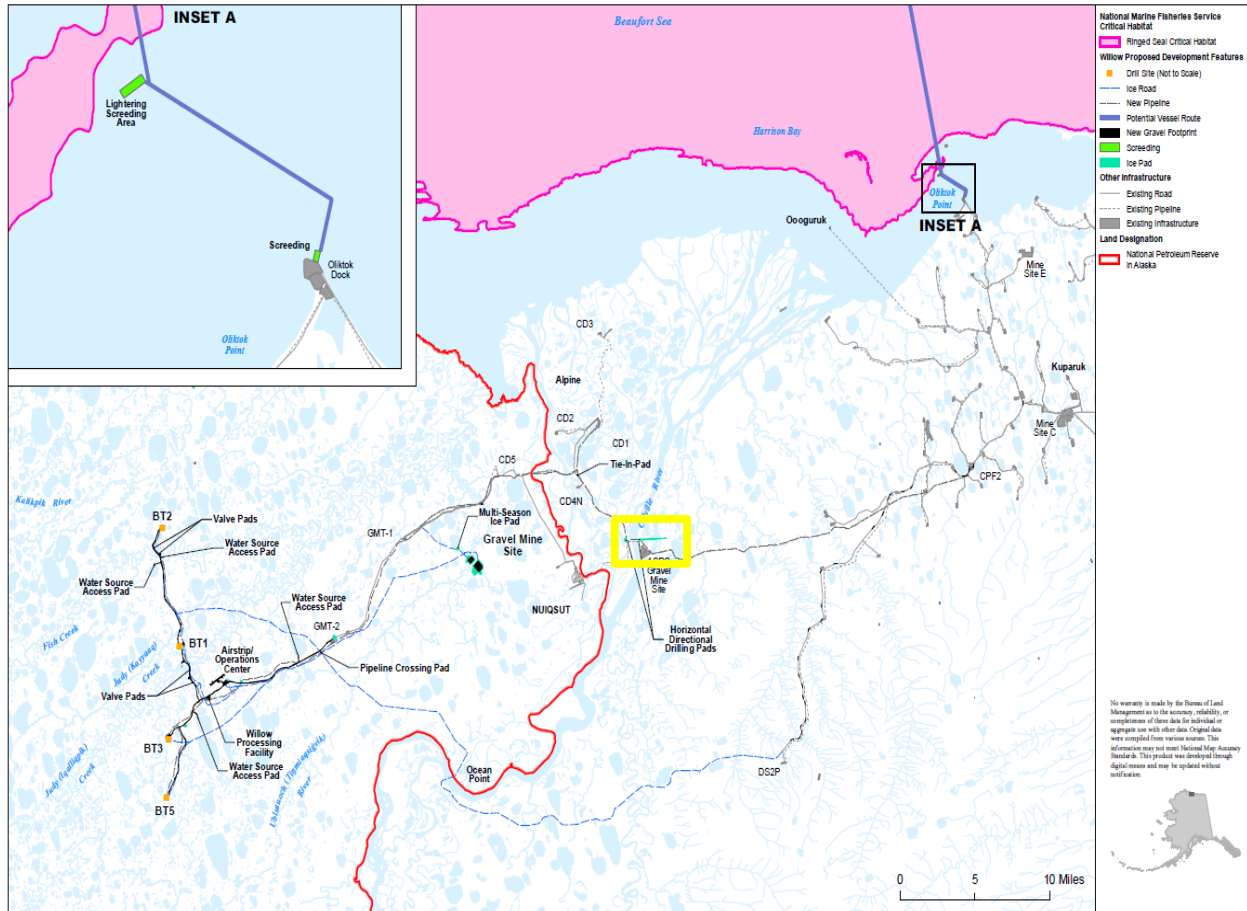 INSET A
Lightering
Screeding
Area
Screeding
Oliktok
Dock
Oliktok
Point
Beaufort Sea
Harrison Bay
Oliktok
Point
INSET A
Oooguruk
Mine
Site E
Kuparuk
Mine
Site C
CPF2
CD3
Alpine
CD2
CD1
Tie-In-Pad
CD5
CD4N
River
Multi-Season
Ice Pad
Gravel Mine
Site
GMT-1
Kalikpik River
BT2
Valve Pads
Water Source
Access Pad
Water Source
Access Pad
Gravel
Mine
Site
NUIQSUT
Water Source
Access Pad
GMT-2
Horizontal
Directional
Drilling Pads
Fish Creek
BT1
Airstrip/
Operations
Center
Pipeline Crossing Pad
Judy (Kayyaaq)
Creek
Valve Pads
Willow
Processing
Facility
BT3
Water Source
Access Pad
Judy (Iqalliqpik)
Creek
BT5
River
Ocean
Point
DS2P
0 5 10 Miles
National Marine Fisheries Service
Critical Habitat
Ringed Seal Critical Habitat
Willow Proposed Development Features
Drill Site (Not to Scale)
Ice Road
New Pipeline
Potential Vessel Route
New Gravel Footprint
Screeding
Ice Pad
Other Infrastructure
Existing Road
Existing Pipeline
Existing Infrastructure
Land Designation
National Petroleum Reserve
in Alaska
No warranty is made by the Bureau of Land
Management as to the accuracy, reliability, or
completeness of these data for individual or
aggregate use with other data. Original data
were compiled from various sources. This
information may not meet National Map Accuracy
Standards. This product was developed through
digital means and may be updated without
notification.